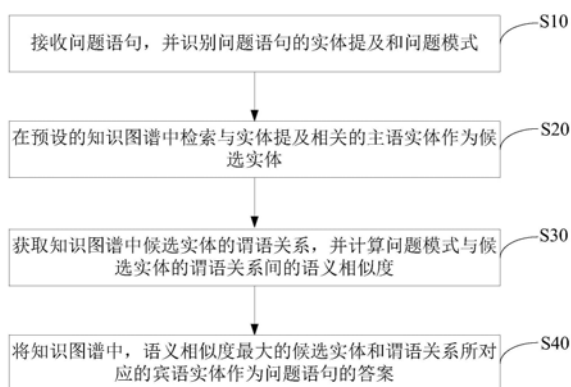 接收问题语句，并识别问题语句的实体提及和问题模式
S10
在预设的知识图谱中检索与实体提及相关的主语实体作为候
选实体
S20
获取知识图谱中候选实体的谓语关系，并计算问题模式与候
选实体的谓语关系间的语义相似度
S30
将知识图谱中，语义相似度最大的候选实体和谓语关系所对
应的宾语实体作为问题语句的答案
S40